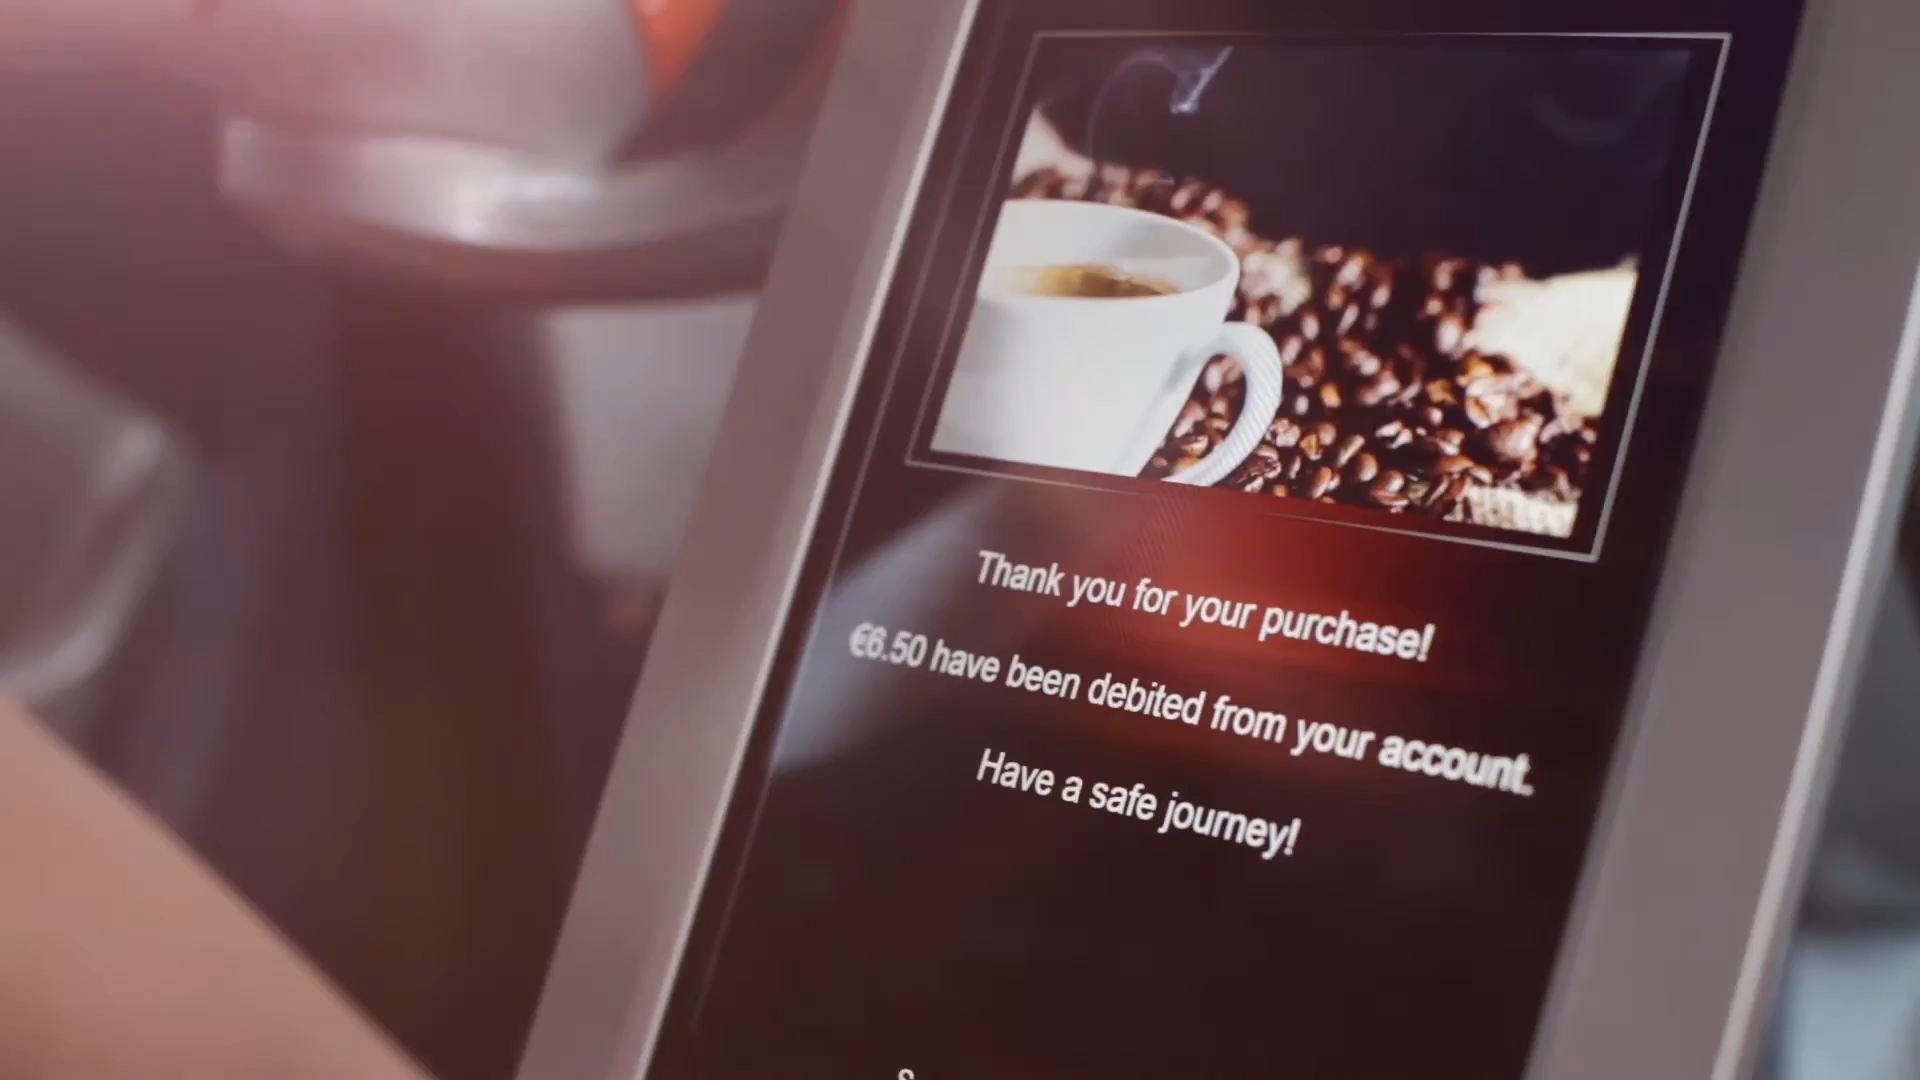 Thank you for your purchase!
€6.50 have been debited from your account.
Have a safe journey!